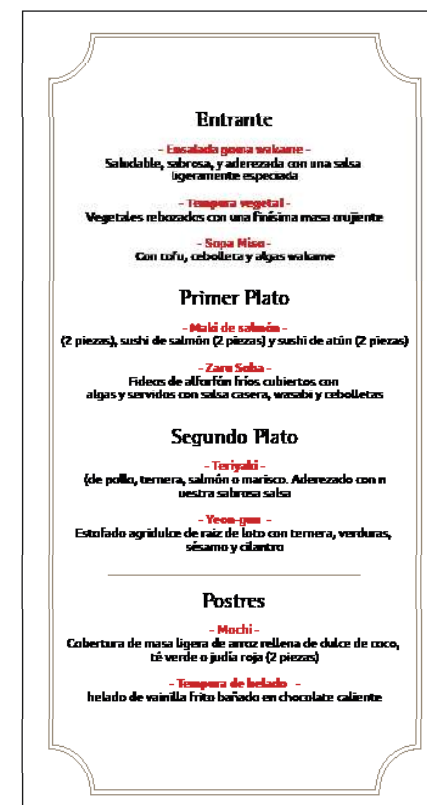 Entrante
- Ensalada goma wakame -
Saludable, sabrosa, y aderezada con una salsa
ligeramente especiada
- Tempura vegetal -
Vegetales rebozados con una finísima masa crujiente
- Sopa Miso -
Con tofu, cebolleta y algas wakame
Primer Plato
- Maki de salmón -
(2 piezas), sushi de salmón (2 piezas) y sushi de atún (2 piezas)
- Zaru Soba -
Fideos de alforfón fríos cubiertos con
algas y servidos con salsa casera, wasabi y cebolletas
Segundo Plato
- Teriyaki -
(de pollo, ternera, salmón o marisco. Aderezado con n
uestra sabrosa salsa
- Yeon-gun -
Estofado agridulce de raiz de loto con ternera, verduras,
sésamo y cilantro
Postres
- Mochi -
Cobertura de masa ligera de arroz rellena de dulce de coco,
té verde o judía roja (2 piezas)
- Tempura de helado -
helado de vainilla frito bañado en chocolate caliente